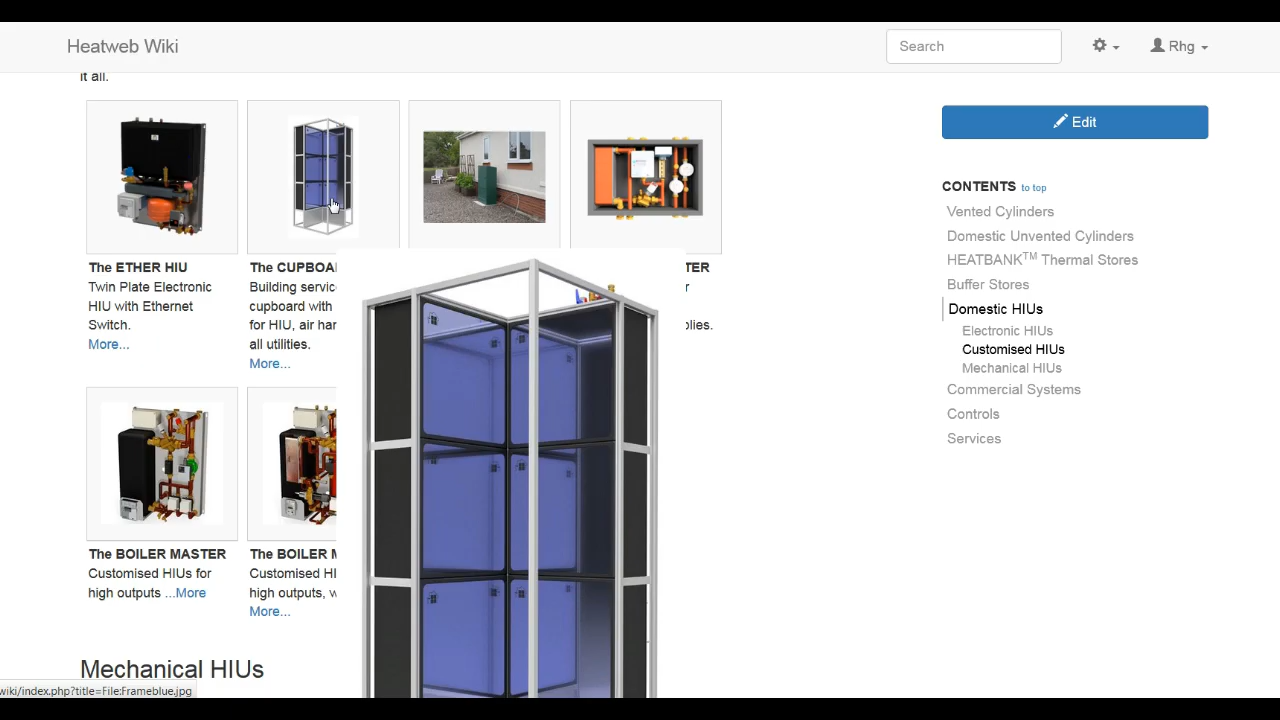 Heatweb Wiki
Search
Rhg
it all.
Edit
The ETHER HIU
Twin Plate Electronic
HIU with Ethernet
Switch.
More...
The CUPBOA
Building servic
cupboard with
for HIU, air har
all utilities.
More...
TER
r
plies.
CONTENTS to top
Vented Cylinders
Domestic Unvented Cylinders
HEATBANK™ Thermal Stores
Buffer Stores
Domestic HIUs
Electronic HIUs
Customised HIUs
Mechanical HIUs
Commercial Systems
Controls
Services
The BOILER MASTER
Customised HIUs for
high outputs ...More
The BOILER M
Customised HI
high outputs, w
More...
Mechanical HIUs
wiki/index.php?title=File:Frameblue.jpg